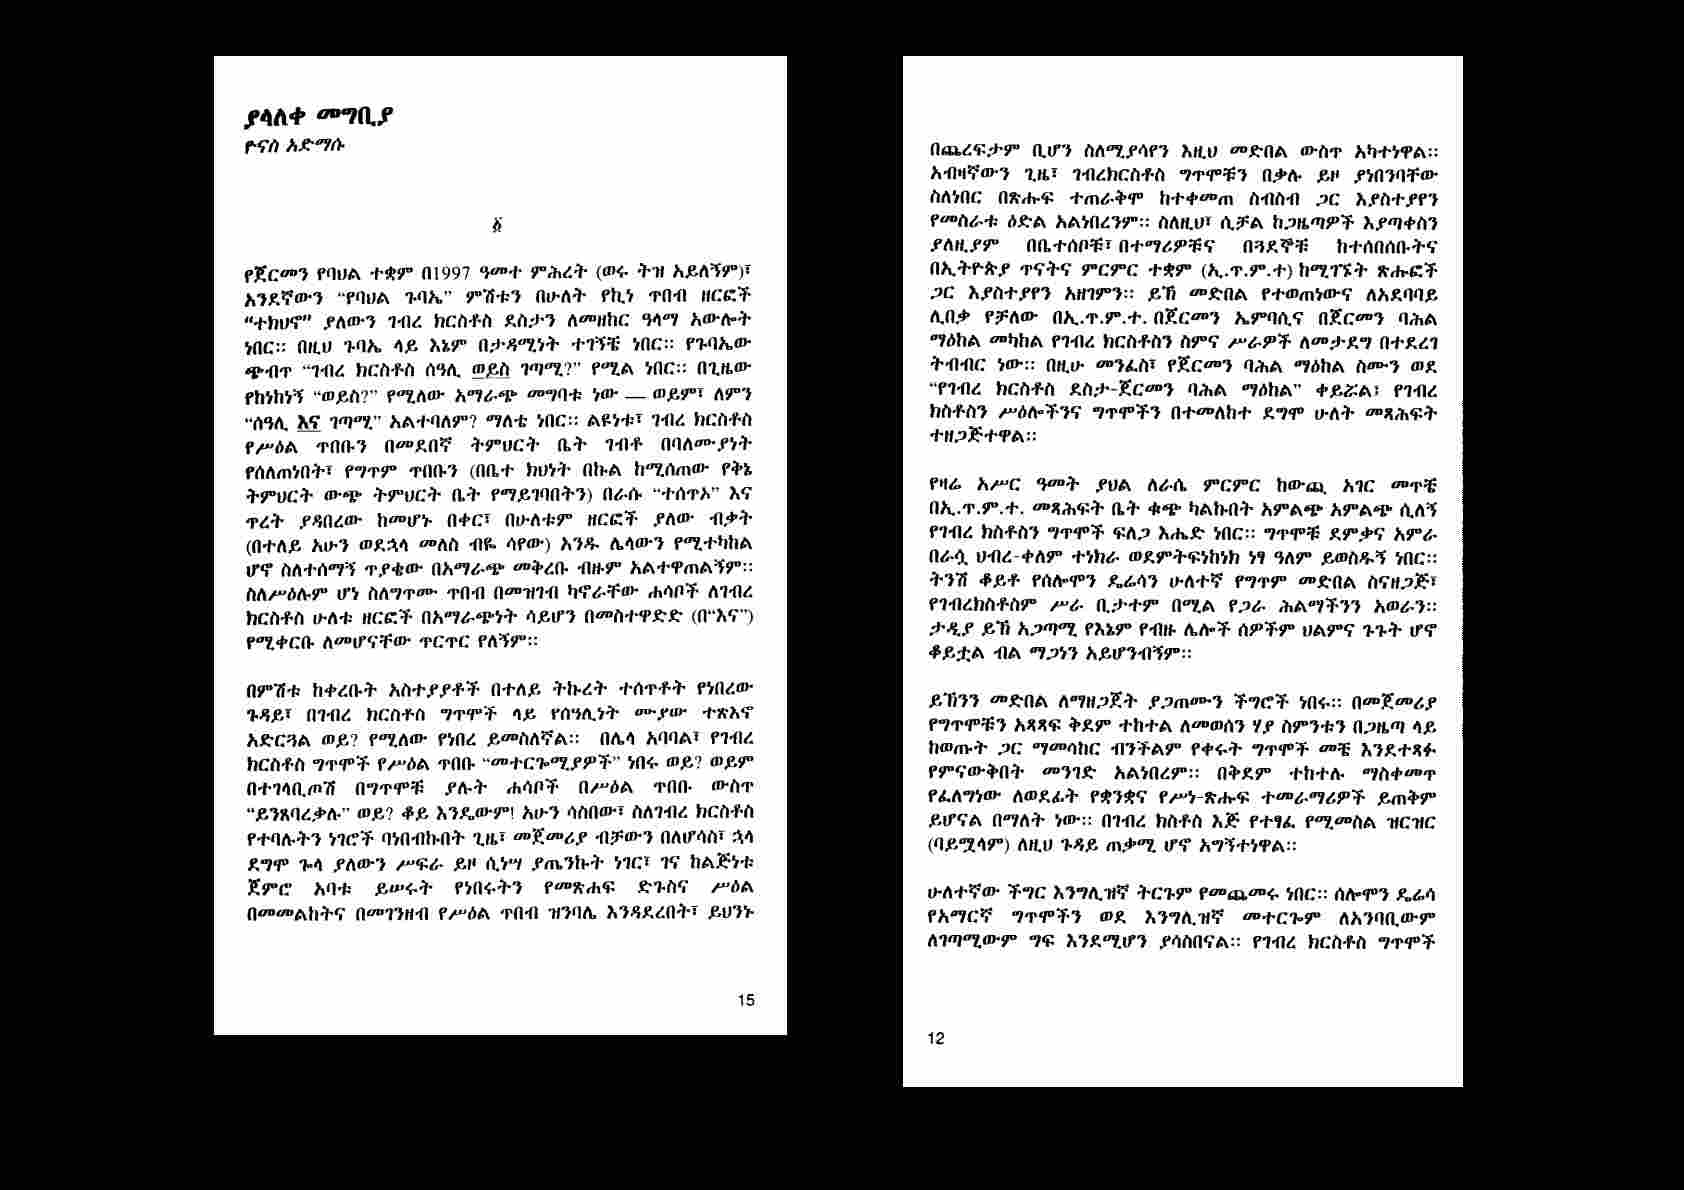 ያላለቀ መግቢያ
ዮናስ አድማሱ
፩
የጀርመን የባህል ተቋም በ1997 ዓመተ ምሕረት (ወሩ ትዝ አይለኝም)፣
አንደኛውን “የባህል ጉባኤ” ምሽቱን በሁለት የኪነ ጥበብ ዘርፎች
“ተክህኖ” ያለውን ገብረ ክርስቶስ ደስታን ለመዘከር ዓላማ አውሎት
ነበር። በዚህ ጉባኤ ላይ እኔም በታዳሚነት ተገኝቼ ነበር። የጉባኤው
ጭብጥ “ገብረ ክርስቶስ ሰዓሊ ወይስ ገጣሚ?” የሚል ነበር። በጊዜው
የከነከነኝ “ወይስ?” የሚለው አማራጭ መግባቱ ነው — ወይም፣ ለምን
“ሰዓሊ እና ገጣሚ” አልተባለም? ማለቴ ነበር። ልዩነቱ፣ ገብረ ክርስቶስ
የሥዕል ጥበቡን በመደበኛ ትምህርት ቤት ገብቶ በባለሙያነት
የሰለጠነበት፣ የግጥም ጥበቡን (በቤተ ክህነት በኩል ከሚሰጠው የቅኔ
ትምህርት ውጭ ትምህርት ቤት የማይገባበትን) በራሱ “ተሰጥኦ” እና
ጥረት ያዳበረው ከመሆኑ በቀር፣ በሁለቱም ዘርፎች ያለው ብቃት
(በተለይ አሁን ወደኋላ መለስ ብዬ ሳየው) አንዱ ሌላውን የሚተካከል
ሆኖ ስለተሰማኝ ጥያቄው በአማራጭ መቅረቡ ብዙም አልተዋጠልኝም።
ስለሥዕሉም ሆነ ስለግጥሙ ጥበብ በመዝገብ ካኖራቸው ሐሳቦች ለገብረ
ክርስቶስ ሁለቱ ዘርፎች በአማራጭነት ሳይሆን በመስተዋድድ (በ“እና”)
የሚቀርቡ ለመሆናቸው ጥርጥር የለኝም።
በምሽቱ ከቀረቡት አስተያያቶች በተለይ ትኩረት ተሰጥቶት የነበረው
ጉዳይ፣ በገብረ ክርስቶስ ግጥሞች ላይ የሰዓሊነት ሙያው ተጽእኖ
አድርጓል ወይ? የሚለው የነበረ ይመስለኛል። በሌላ አባባል፣ የገብረ
ክርስቶስ ግጥሞች የሥዕል ጥበቡ “መተርጐሚያዎች” ነበሩ ወይ? ወይም
በተገላቢጦሽ በግጥሞቹ ያሉት ሐሳቦች በሥዕል ጥበቡ ውስጥ
“ይንጸባረቃሉ” ወይ? ቆይ እንዴውም! አሁን ሳስበው፣ ስለገብረ ክርስቶስ
የተባሉትን ነገሮች ባነበብኩበት ጊዜ፣ መጀመሪያ ብቻውን በለሆሳስ፣ ኋላ
ደግሞ ጉላ ያለውን ሥፍራ ይዞ ሲነሣ ያጤንኩት ነገር፣ ገና ከልጅነቱ
ጀምሮ አባቱ ይሠሩት የነበሩትን የመጽሐፍ ድጉስና ሥዕል
በመመልከትና በመገንዘብ የሥዕል ጥበብ ዝንባሌ እንዳደረበት፣ ይህንኑ
15
በጨረፍታም ቢሆን ስለሚያሳየን እዚህ መድበል ውስጥ አካተነዋል።
አብዛኛውን ጊዜ፣ ገብረክርስቶስ ግጥሞቹን በቃሉ ይዞ ያነበንባቸው
ስለነበር በጽሑፍ ተጠራቅሞ ከተቀመጠ ስብስብ ጋር እያስተያየን
የመስራቱ ዕድል አልነበረንም። ስለዚህ፣ ሲቻል ከጋዜጣዎች እያጣቀስን
ያለዚያም በቤተሰቦቹ፣ በተማሪዎቹና በጓደኞቹ ከተሰበሰቡትና
በኢትዮጵያ ጥናትና ምርምር ተቋም (ኢ.ጥ.ም.ተ) ከሚገኙት ጽሑፎች
ጋር እያስተያየን አዘገምን። ይኸ መድበል የተወጠነውና ለአደባባይ
ሊበቃ የቻለው በኢ.ጥ.ም.ተ. በጀርመን ኤምባሲና በጀርመን ባሕል
ማዕከል መካከል የገብረ ክርስቶስን ስምና ሥራዎች ለመታደግ በተደረገ
ትብብር ነው። በዚሁ መንፈስ፣ የጀርመን ባሕል ማዕከል ስሙን ወደ
“የገብረ ክርስቶስ ደስታ-ጀርመን ባሕል ማዕከል” ቀይሯል፤ የገብረ
ክስቶስን ሥዕሎችንና ግጥሞችን በተመለከተ ደግሞ ሁለት መጻሕፍት
ተዘጋጅተዋል።
የዛሬ አሥር ዓመት ያህል ለራሴ ምርምር ከውጪ አገር መጥቼ
በኢ.ጥ.ም.ተ. መጻሕፍት ቤት ቁጭ ካልኩበት አምልጭ አምልጭ ሲለኝ
የገብረ ክስቶስን ግጥሞች ፍለጋ እሔድ ነበር። ግጥሞቹ ደምቃና አምራ
በራሷ ህብረ-ቀለም ተነክራ ወደምትፍነከነክ ነፃ ዓለም ይወስዱኝ ነበር።
ትንሽ ቆይቶ የሰሎሞን ዴሬሳን ሁለተኛ የግጥም መድበል ስናዘጋጅ፣
የገብረክስቶስም ሥራ ቢታተም በሚል የጋራ ሕልማችንን አወራን።
ታዲያ ይኸ አጋጣሚ የእኔም የብዙ ሌሎች ሰዎችም ህልምና ጉጉት ሆኖ
ቆይቷል ብል ማጋነን አይሆንብኝም።
ይኸንን መድበል ለማዘጋጀት ያጋጠሙን ችግሮች ነበሩ። በመጀመሪያ
የግጥሞቹን አጻጻፍ ቅደም ተከተል ለመወሰን ሃያ ስምንቱን በጋዜጣ ላይ
ከወጡት ጋር ማመሳከር ብንችልም የቀሩት ግጥሞች መቼ እንደተጻፉ
የምናውቅበት መንገድ አልነበረም። በቅደም ተከተሉ ማስቀመጥ
የፈለግነው ለወደፊት የቋንቋና የሥነ-ጽሑፍ ተመራማሪዎች ይጠቅም
ይሆናል በማለት ነው። በገብረ ክስቶስ እጅ የተፃፈ የሚመስል ዝርዝር
(ባይሟላም) ለዚህ ጉዳይ ጠቃሚ ሆኖ አግኝተነዋል።
ሁለተኛው ችግር እንግሊዝኛ ትርጉም የመጨመሩ ነበር። ሰሎሞን ዴሬሳ
የአማርኛ ግጥሞችን ወደ እንግሊዝኛ መተርጐም ለአንባቢውም
ለገጣሚውም ግፍ እንደሚሆን ያሳስበናል። የገብረ ክርስቶስ ግጥሞች
12